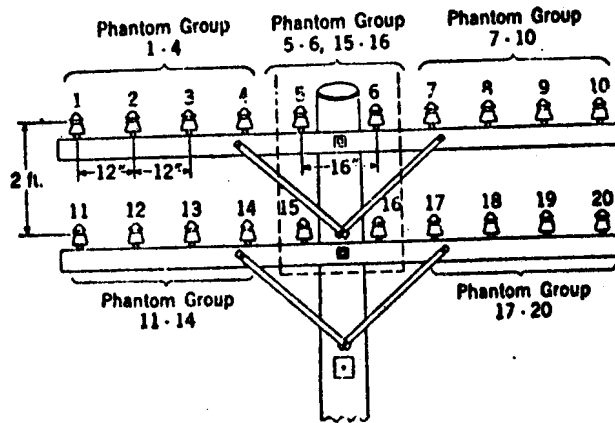 Phantom Group
1 · 4
Phantom Group
5 · 6, 15 · 16
Phantom Group
7 · 10
1 2 3 4 5 6 7 8 9 10
2 ft.
12" 12" 16"
11 12 13 14 15 16 17 18 19 20
Phantom Group
11 · 14
Phantom Group
17 · 20